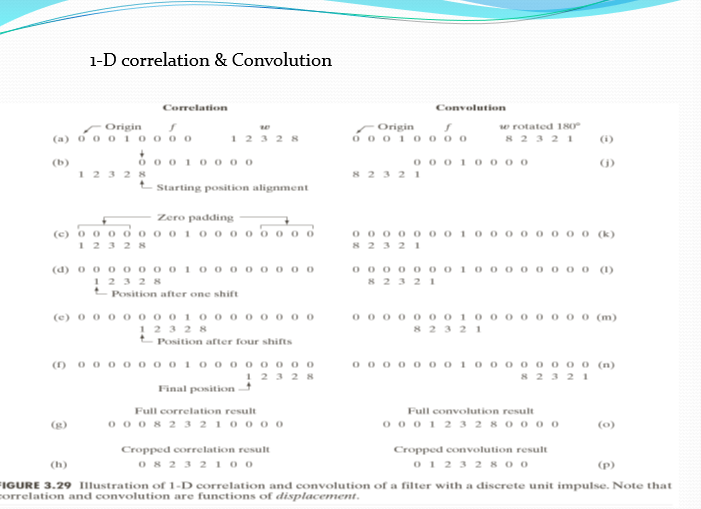 1-D correlation & Convolution
Correlation
Origin f w
(a) 0 0 0 1 0 0 0 0 1 2 3 2 8
(b) 0 0 0 1 0 0 0 0
1 2 3 2 8
Starting position alignment
Zero padding
(c) 0 0 0 0 0 0 0 1 0 0 0 0 0 0 0 0
1 2 3 2 8
(d) 0 0 0 0 0 0 0 1 0 0 0 0 0 0 0 0
1 2 3 2 8
Position after one shift
(e) 0 0 0 0 0 0 0 1 0 0 0 0 0 0 0 0
1 2 3 2 8
Position after four shifts
(f) 0 0 0 0 0 0 0 1 0 0 0 0 0 0 0 0
1 2 3 2 8
Final position
Full correlation result
(g) 0 0 0 8 2 3 2 1 0 0 0 0
Cropped correlation result
(h) 0 8 2 3 2 1 0 0
Convolution
Origin f w rotated 180°
0 0 0 1 0 0 0 0 8 2 3 2 1 (i)
0 0 0 1 0 0 0 0 (j)
8 2 3 2 1
0 0 0 0 0 0 0 1 0 0 0 0 0 0 0 0 (k)
8 2 3 2 1
0 0 0 0 0 0 0 1 0 0 0 0 0 0 0 0 (l)
8 2 3 2 1
0 0 0 0 0 0 0 1 0 0 0 0 0 0 0 0 (m)
8 2 3 2 1
0 0 0 0 0 0 0 1 0 0 0 0 0 0 0 0 (n)
8 2 3 2 1
Full convolution result
0 0 0 1 2 3 2 8 0 0 0 0 (o)
Cropped convolution result
0 1 2 3 2 8 0 0 (p)
FIGURE 3.29 Illustration of 1-D correlation and convolution of a filter with a discrete unit impulse. Note that
correlation and convolution are functions of displacement.